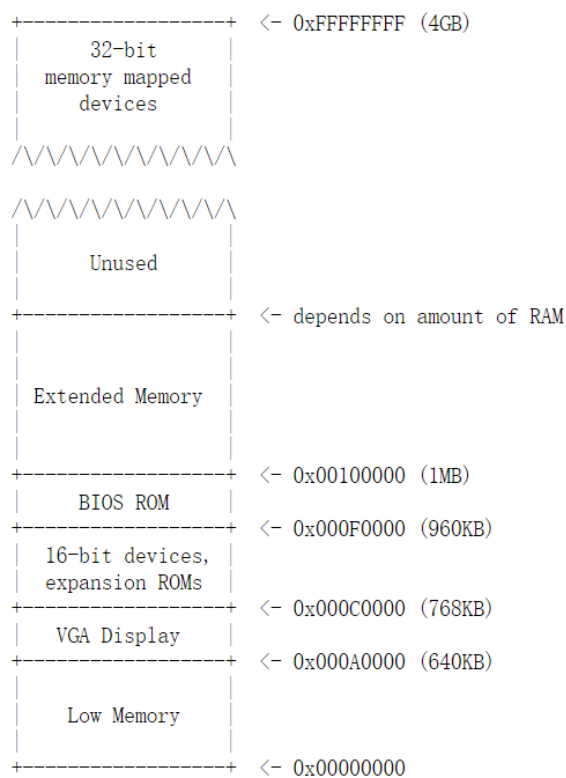 +------------------+  <- 0xFFFFFFFF (4GB)
|      32-bit      |
|  memory mapped   |
|     devices      |
|                  |
/\/\/\/\/\/\/\/\/\/\
/\/\/\/\/\/\/\/\/\/\
|                  |
|      Unused      |
|                  |
+------------------+  <- depends on amount of RAM
|                  |
|                  |
| Extended Memory  |
|                  |
|                  |
+------------------+  <- 0x00100000 (1MB)
|     BIOS ROM     |
+------------------+  <- 0x000F0000 (960KB)
|  16-bit devices, |
|  expansion ROMs  |
+------------------+  <- 0x000C0000 (768KB)
|   VGA Display    |
+------------------+  <- 0x000A0000 (640KB)
|                  |
|    Low Memory    |
|                  |
+------------------+  <- 0x00000000